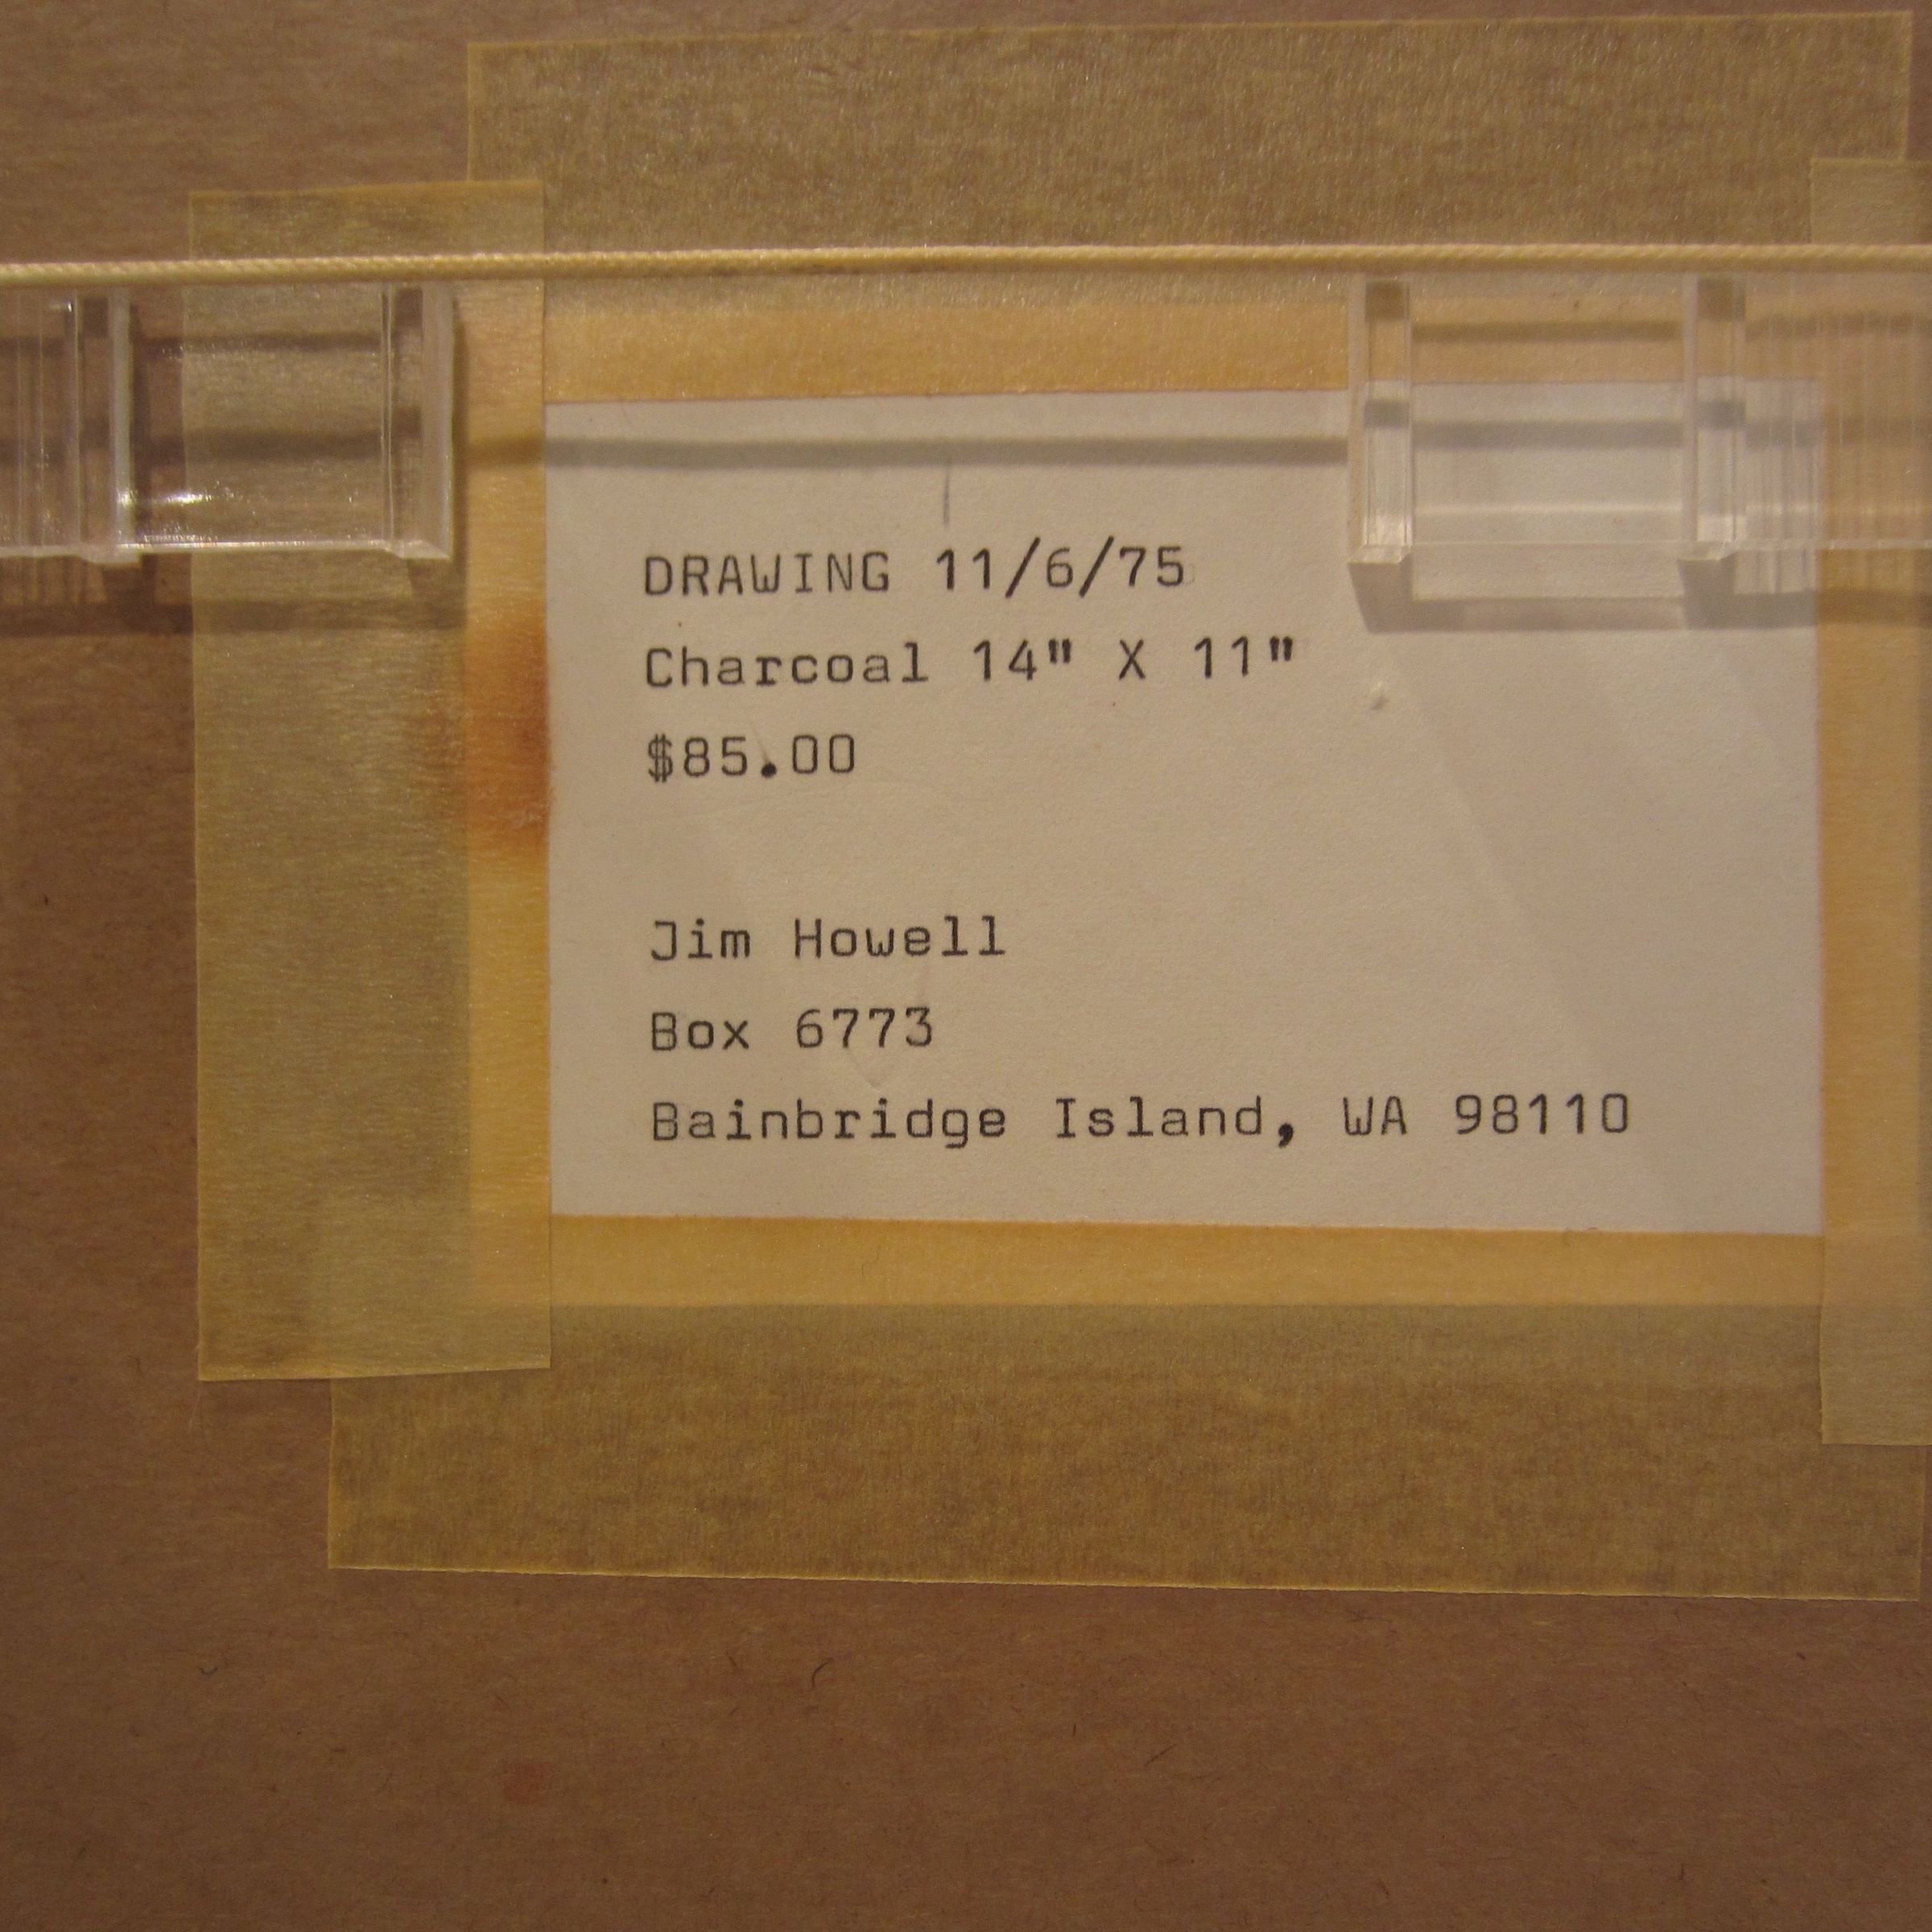 DRAWING 11/6/75
Charcoal 14" X 11"
$85.00
Jim Howell
Box 6773
Bainbridge Island, WA 98110